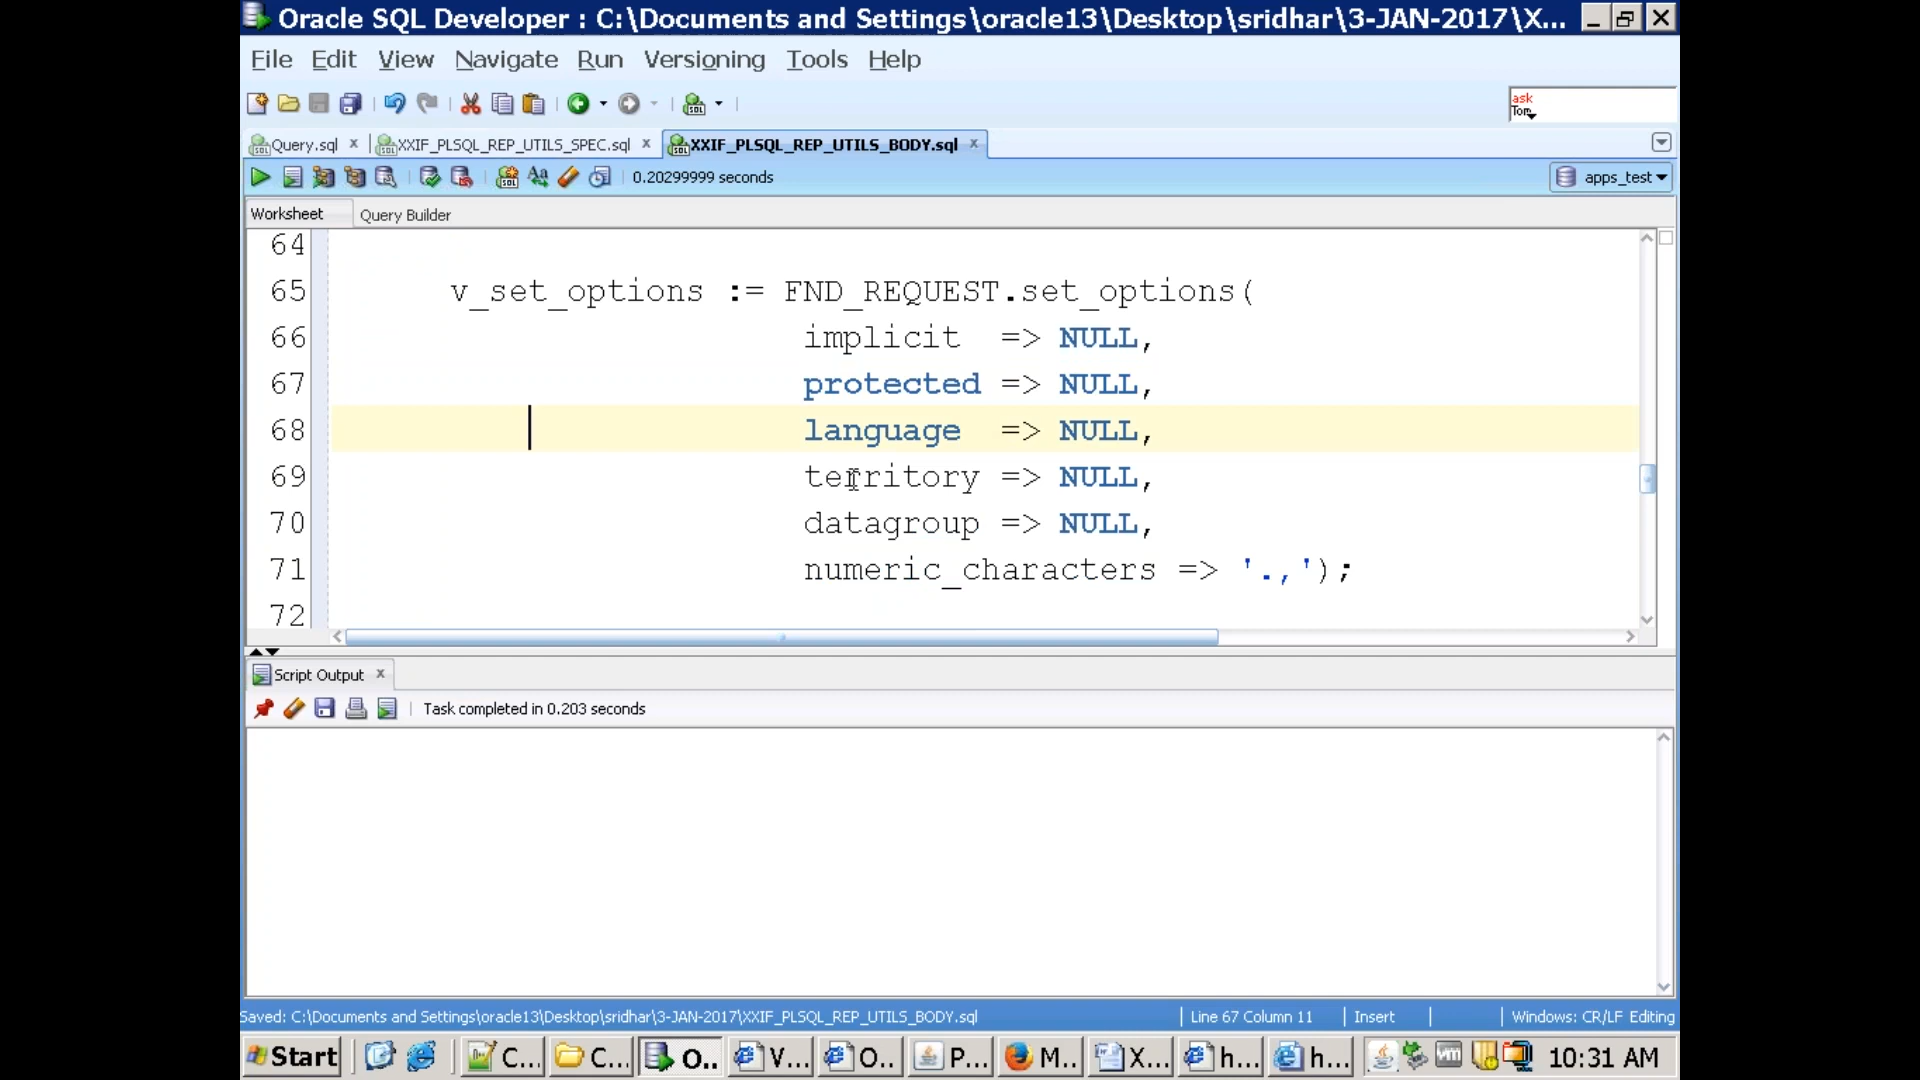 Oracle SQL Developer : C:\Documents and Settings\oracle13\Desktop\sridhar\3-JAN-2017\X...
File Edit View Navigate Run Versioning Tools Help
ask
Tom
Query.sql XXIF_PLSQL_REP_UTILS_SPEC.sql XXIF_PLSQL_REP_UTILS_BODY.sql
0.20299999 seconds apps_test
Worksheet Query Builder
64
65 v_set_options := FND_REQUEST.set_options(
66 implicit => NULL,
67 protected => NULL,
68 language => NULL,
69 territory => NULL,
70 datagroup => NULL,
71 numeric_characters => '.,');
72
Script Output
Task completed in 0.203 seconds
Saved: C:\Documents and Settings\oracle13\Desktop\sridhar\3-JAN-2017\XXIF_PLSQL_REP_UTILS_BODY.sql Line 67 Column 11 Insert Windows: CR/LF Editing
Start C... C... O.. V... O.. P... M.. X... h... h... 10:31 AM